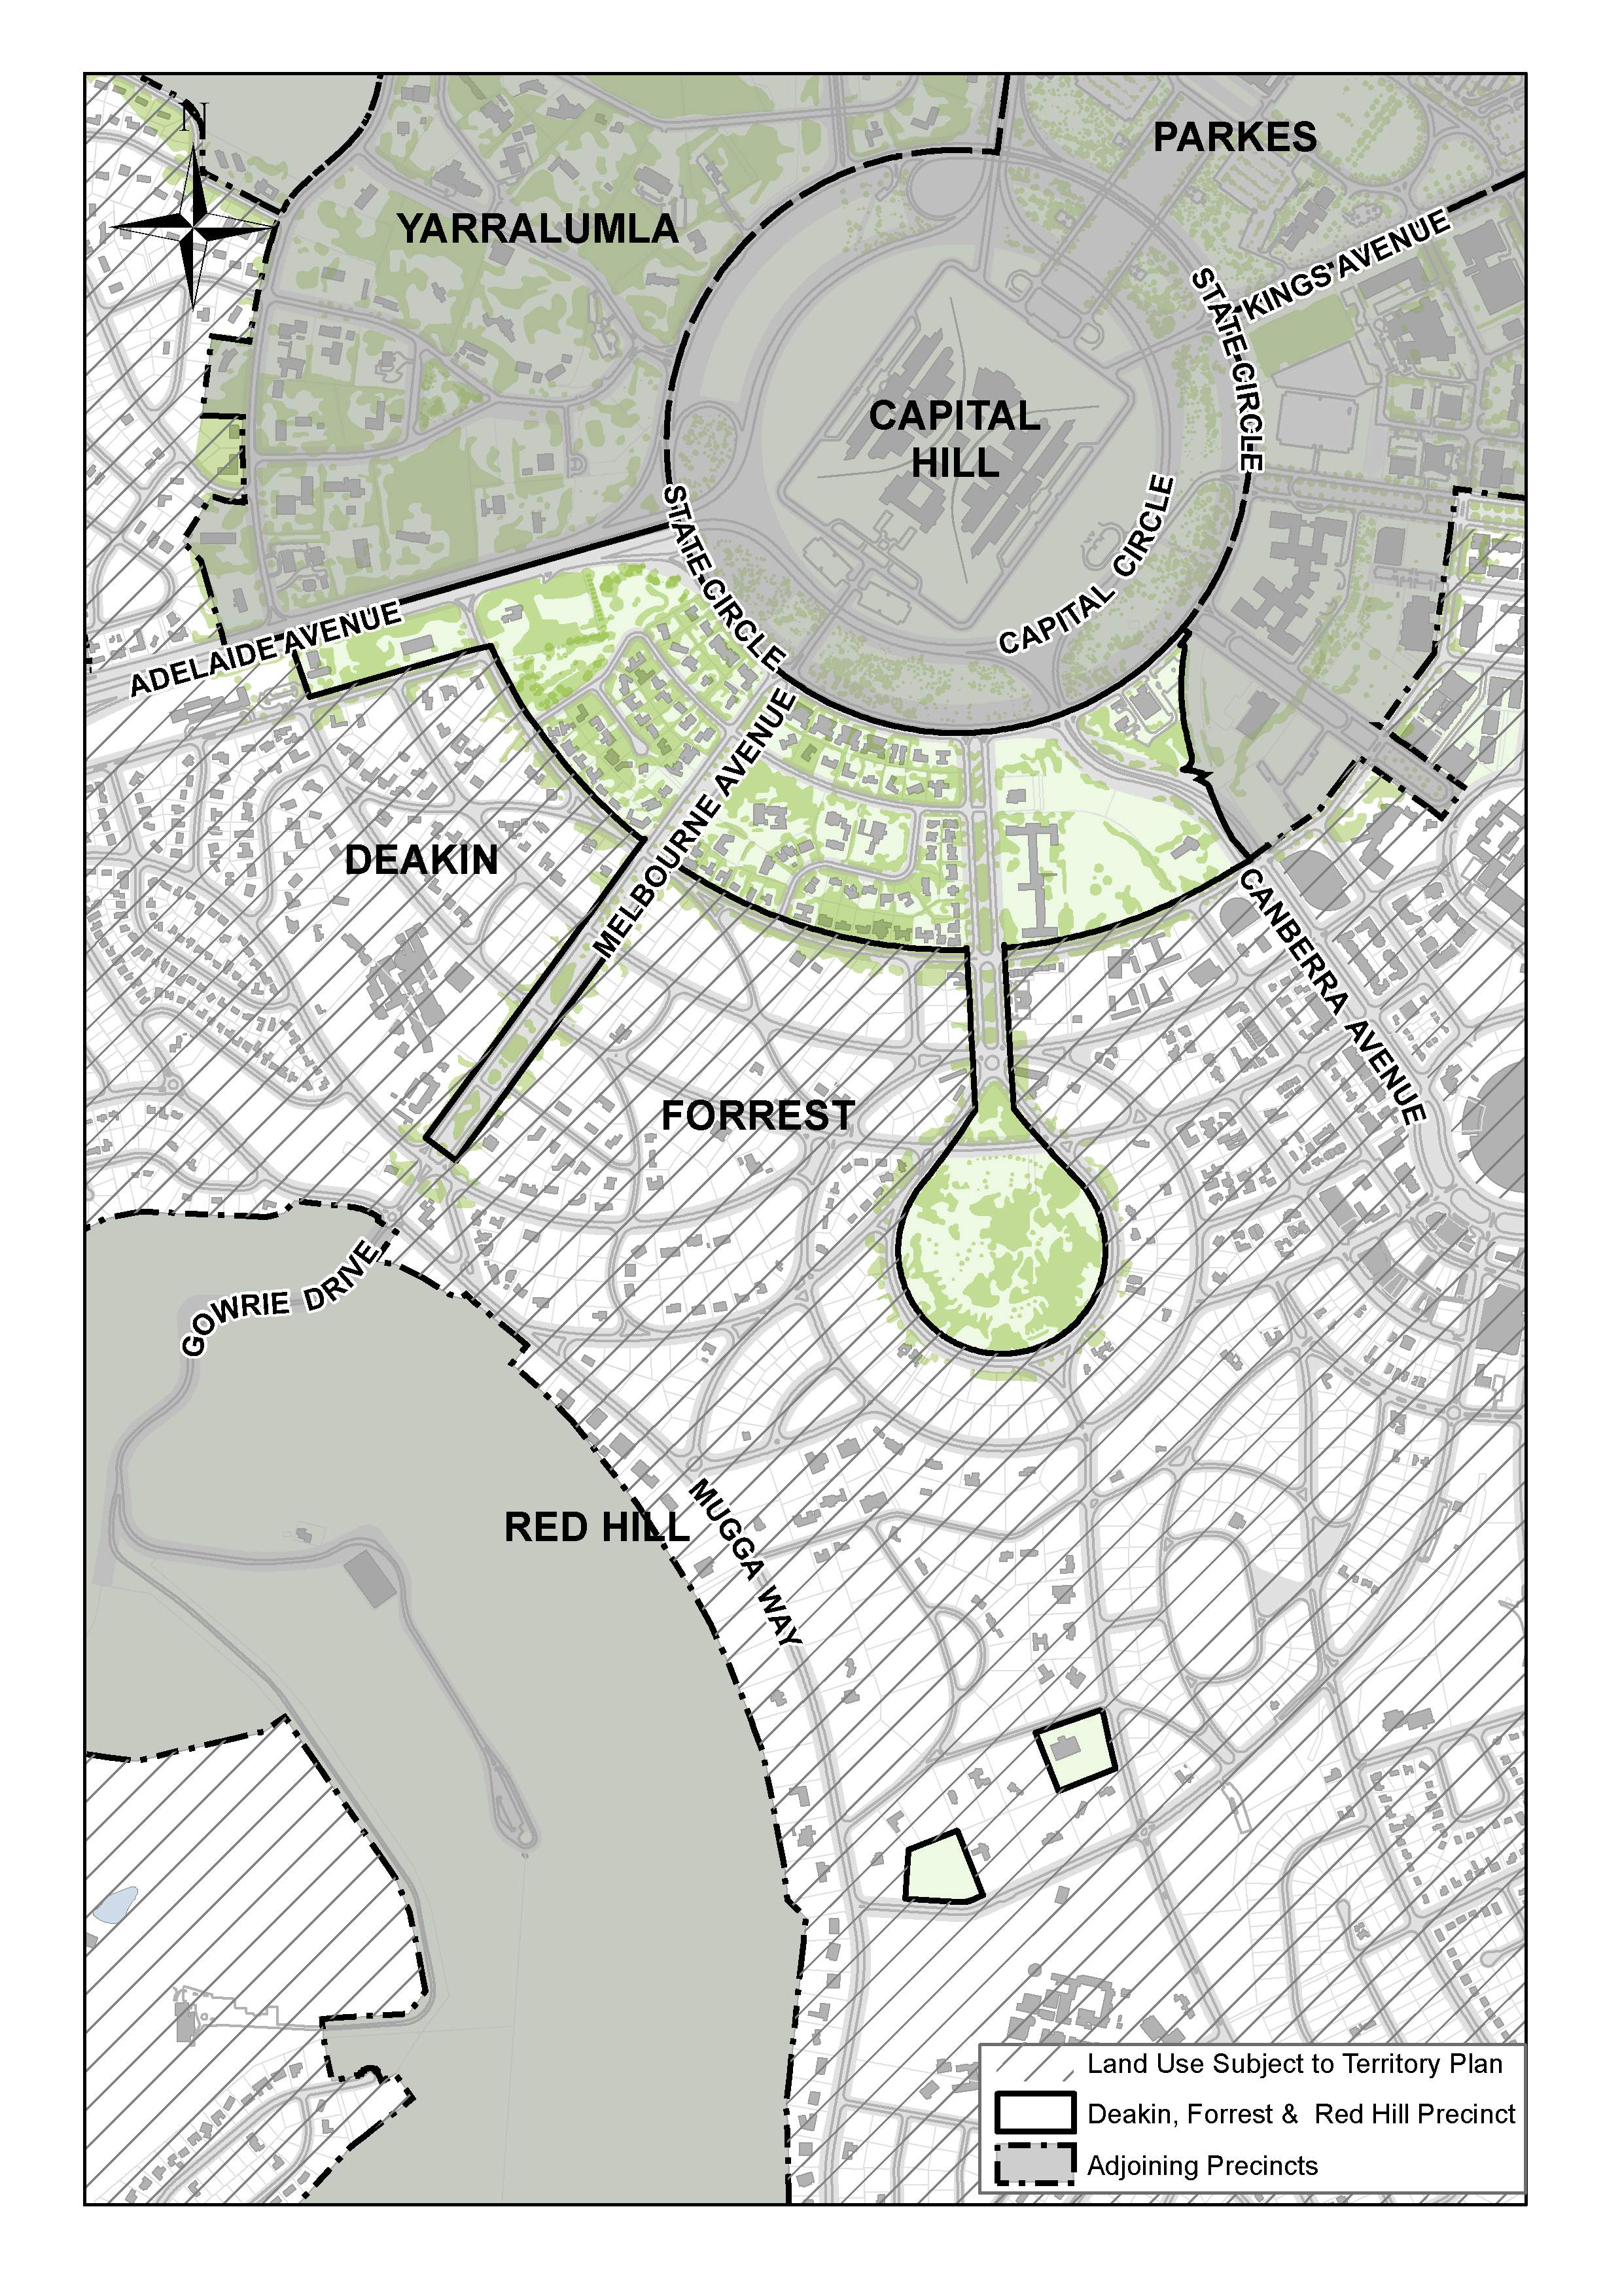 N
PARKES
YARRALUMLA
KINGS AVENUE
STATE CIRCLE
CAPITAL
HILL
STATE CIRCLE
CAPITAL CIRCLE
ADELAIDE AVENUE
MELBOURNE AVENUE
DEAKIN
CANBERRA AVENUE
FORREST
GOWRIE DRIVE
RED HILL
MUGGA WAY
Land Use Subject to Territory Plan
Deakin, Forrest & Red Hill Precinct
Adjoining Precincts